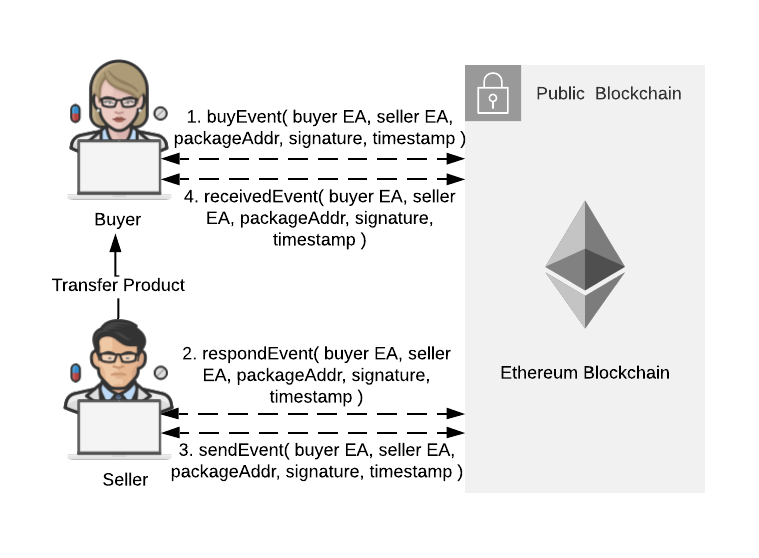 Public  Blockchain
1. buyEvent( buyer EA, seller EA,
packageAddr, signature, timestamp )
4. receivedEvent( buyer EA, seller
EA, packageAddr, signature,
timestamp )
Buyer
Transfer Product
2. respondEvent( buyer EA, seller
EA, packageAddr, signature,
timestamp )
Ethereum Blockchain
3. sendEvent( buyer EA, seller EA,
packageAddr, signature, timestamp )
Seller